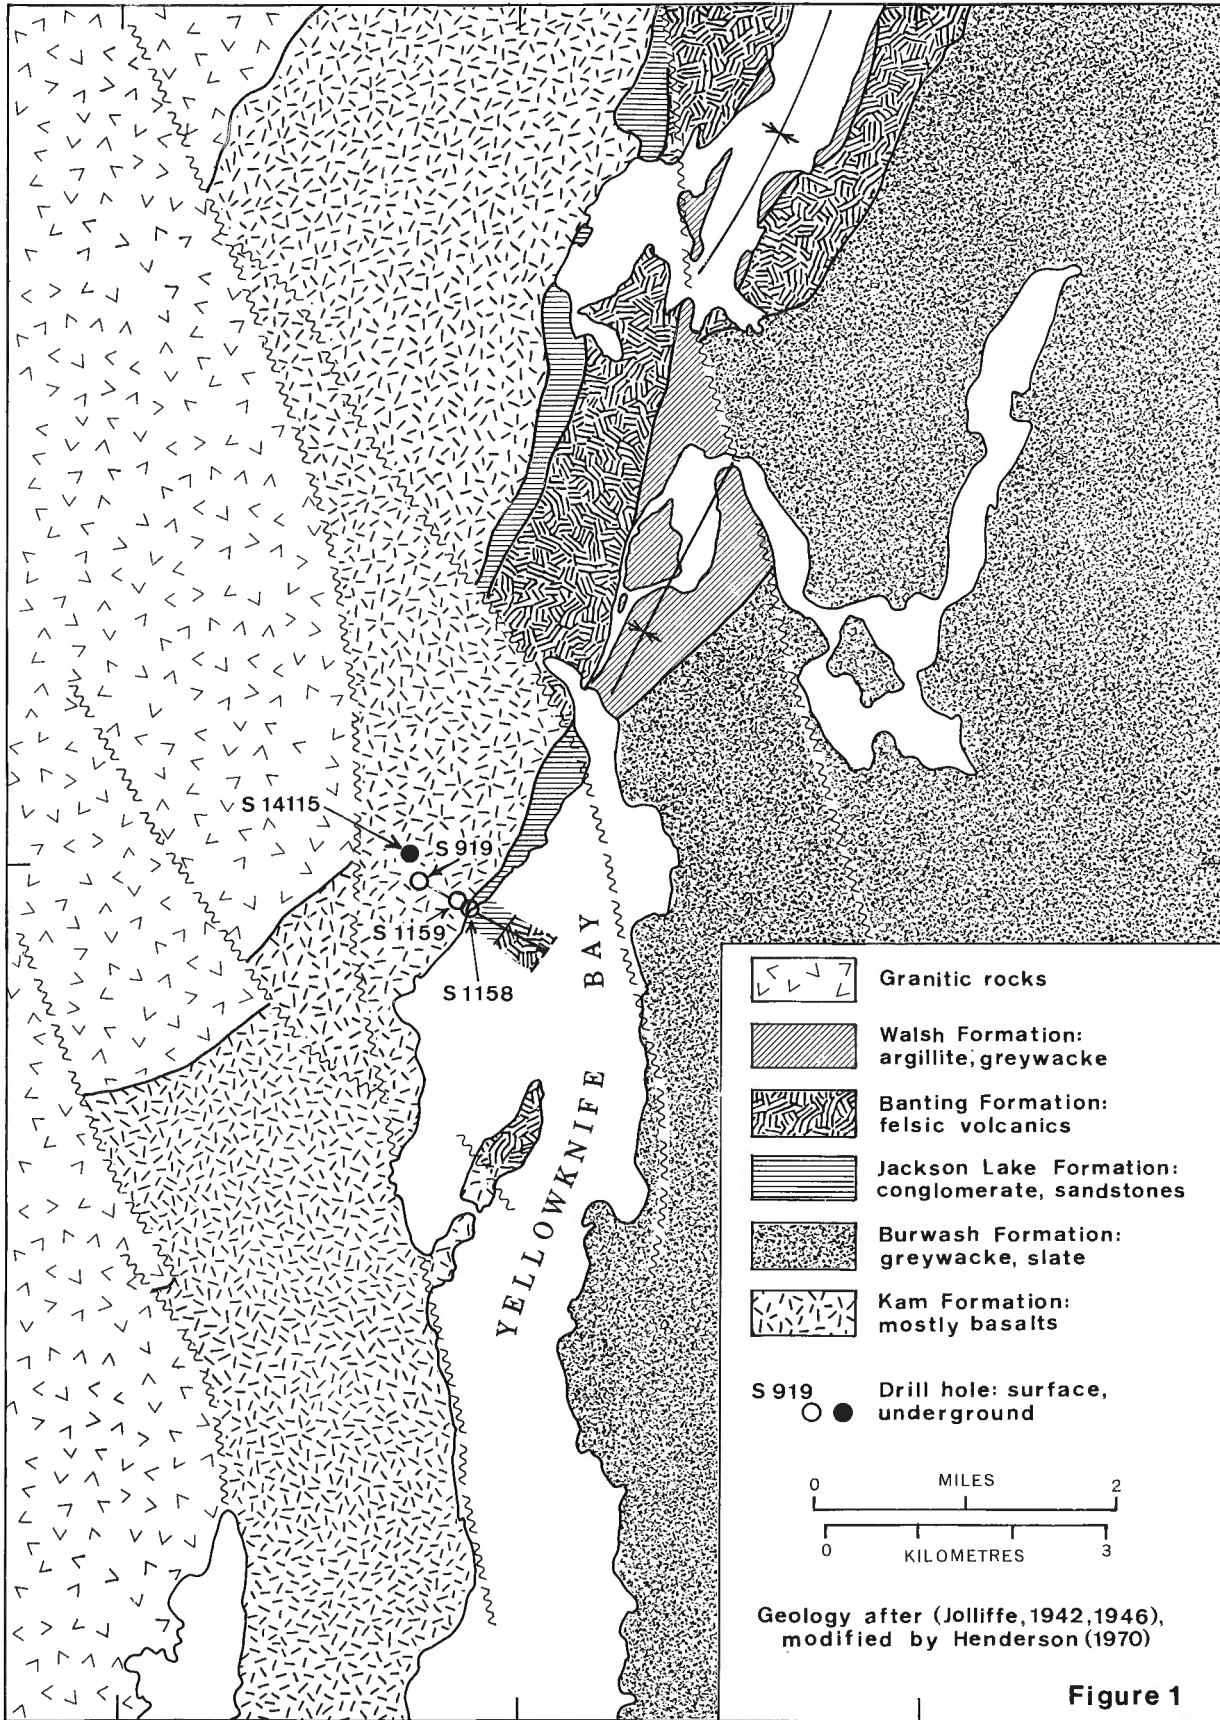 S 14115
S 919
S 1159
S 1158
YELLOWKNIFE BAY
Granitic rocks
Walsh Formation:
argillite, greywacke
Banting Formation:
felsic volcanics
Jackson Lake Formation:
conglomerate, sandstones
Burwash Formation:
greywacke, slate
Kam Formation:
mostly basalts
S 919
Drill hole: surface,
underground
0 MILES 2
0 KILOMETRES 3
Geology after (Jolliffe, 1942, 1946),
modified by Henderson (1970)
Figure 1